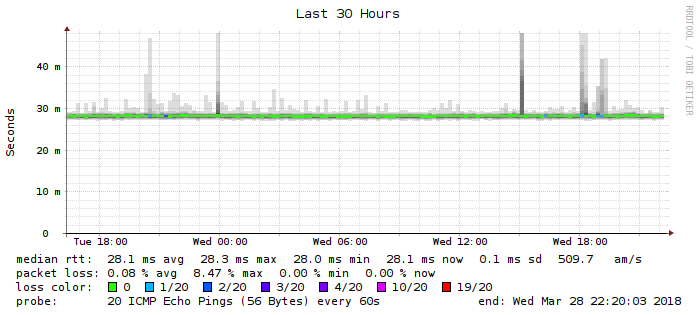 Last 30 Hours
RRDTOOL / TOBI OETIKER
Seconds
40 m
30 m
20 m
10 m
0
Tue 18:00 Wed 00:00 Wed 06:00 Wed 12:00 Wed 18:00
median rtt: 28.1 ms avg 28.3 ms max 28.0 ms min 28.1 ms now 0.1 ms sd 509.7 am/s
packet loss: 0.08 % avg 8.47 % max 0.00 % min 0.00 % now
loss color: 0 1/20 2/20 3/20 4/20 10/20 19/20
probe: 20 ICMP Echo Pings (56 Bytes) every 60s end: Wed Mar 28 22:20:03 2018